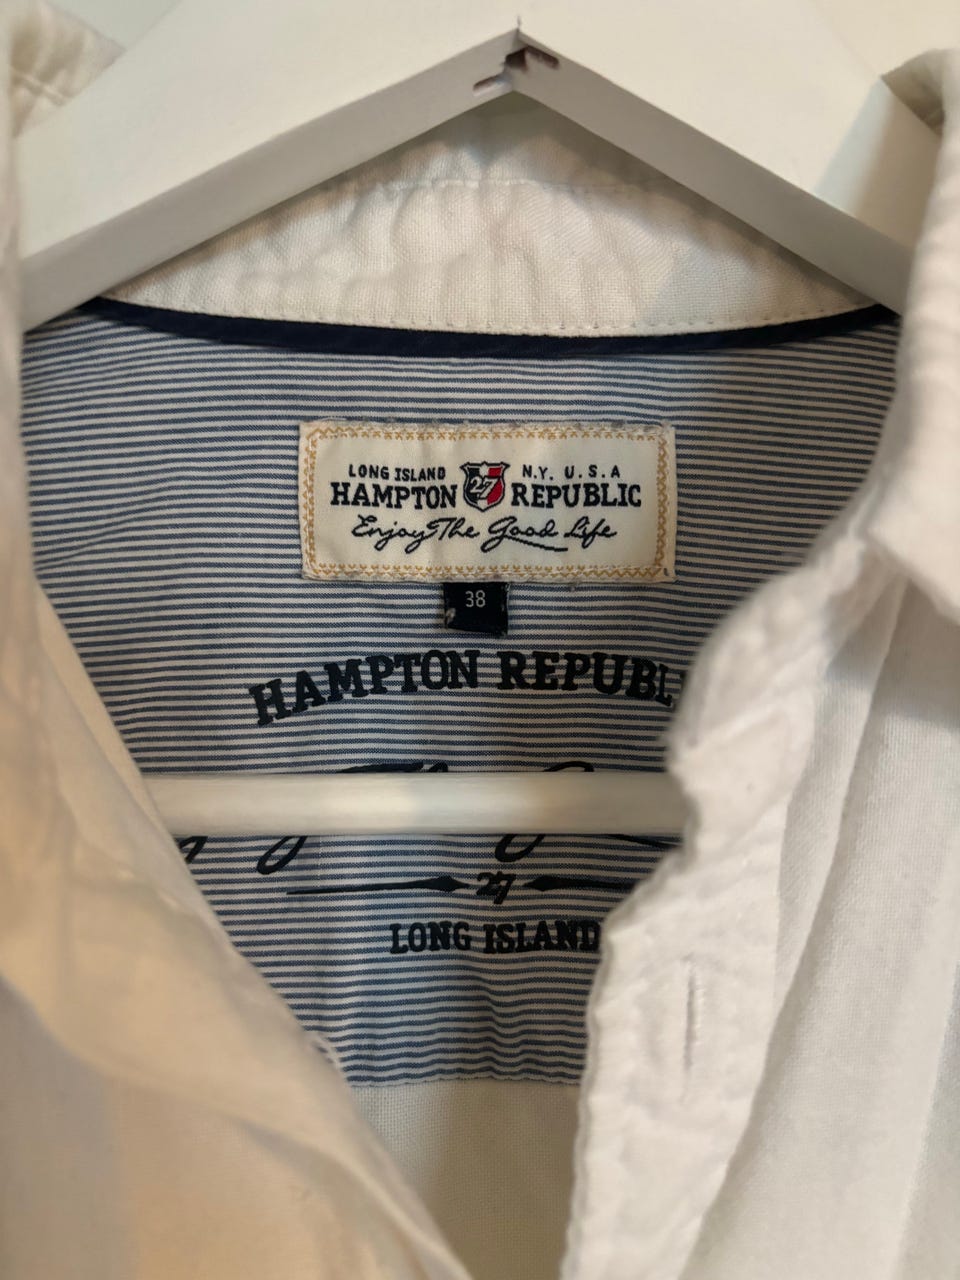 LONG ISLAND 27 N.Y. U.S.A
HAMPTON REPUBLIC
Enjoy The Good Life
38
HAMPTON REPUBL
27
LONG ISLAND